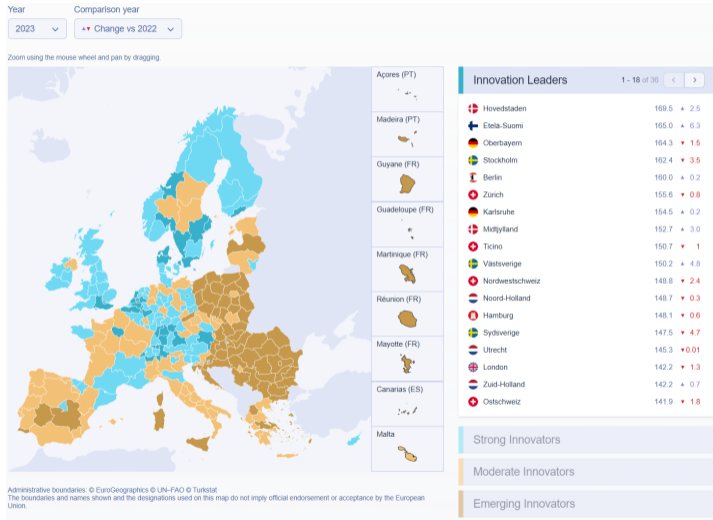 Year
Comparison year
2023
▲▼ Change vs 2022
Zoom using the mouse wheel and pan by dragging.
Açores (PT)
Madeira (PT)
Guyane (FR)
Guadeloupe (FR)
Martinique (FR)
Réunion (FR)
Mayotte (FR)
Canarias (ES)
Malta
Innovation Leaders
1 - 18 of 36
Hovedstaden 169.5 ▲ 2.5
Etelä-Suomi 165.0 ▲ 6.3
Oberbayern 164.3 ▼ 1.5
Stockholm 162.4 ▼ 3.5
Berlin 160.0 ▲ 0.2
Zürich 155.6 ▼ 0.8
Karlsruhe 154.5 ▲ 0.2
Midtjylland 152.7 ▲ 3.0
Ticino 150.7 ▼ 1
Västsverige 150.2 ▲ 4.8
Nordwestschweiz 148.8 ▼ 2.4
Noord-Holland 148.7 ▼ 0.3
Hamburg 148.1 ▼ 0.6
Sydsverige 147.5 ▼ 4.7
Utrecht 145.3 ▼0.01
London 142.2 ▼ 1.3
Zuid-Holland 142.2 ▲ 0.7
Ostschweiz 141.9 ▼ 1.8
Strong Innovators
Moderate Innovators
Emerging Innovators
Administrative boundaries: © EuroGeographics © UN–FAO © Turkstat
The boundaries and names shown and the designations used on this map do not imply official endorsement or acceptance by the European
Union.